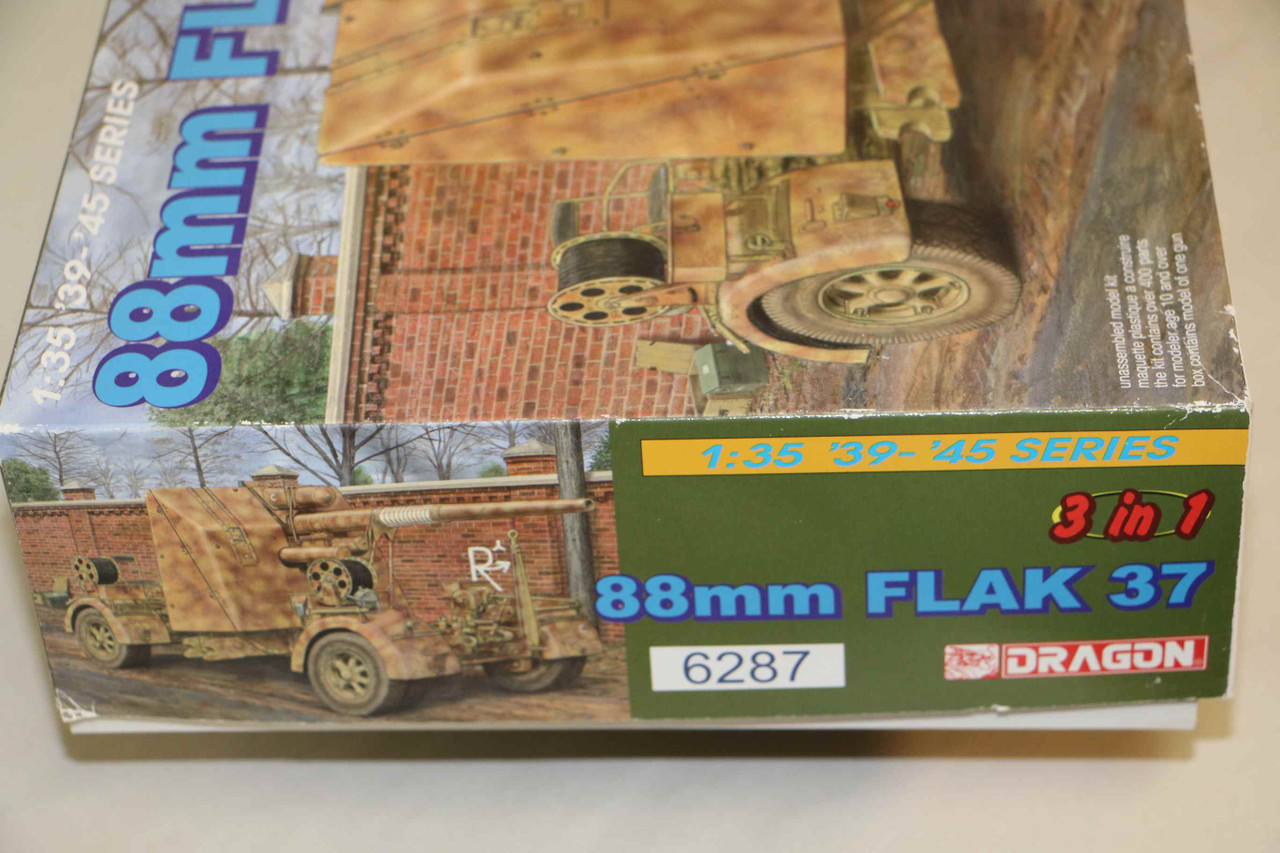 1:35 '39-'45 SERIES
88mm FL
unassembled model kit
maquette plastique a construire
the kit contains over 400 parts
for modeler age 10 and over
box contains model of one gun
1:35 '39-'45 SERIES
3 in 1
88mm FLAK 37
6287
DRAGON
R